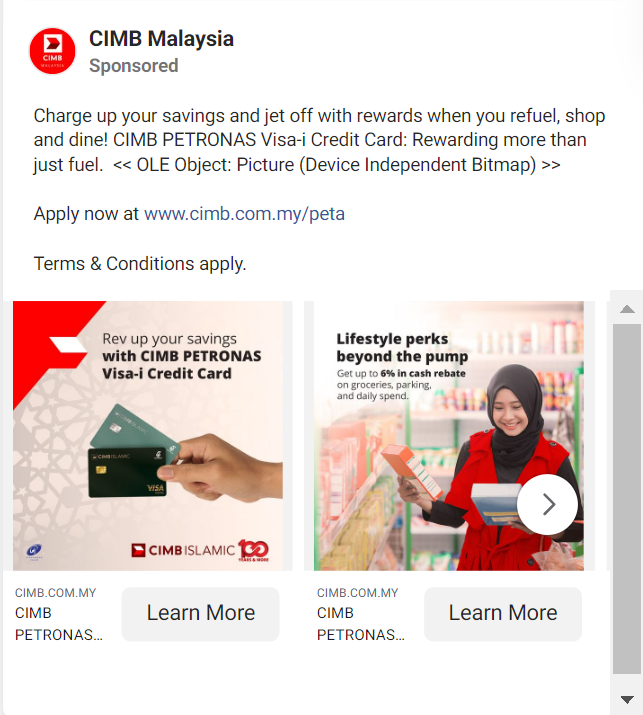 CIMB Malaysia
Sponsored
Charge up your savings and jet off with rewards when you refuel, shop
and dine! CIMB PETRONAS Visa-i Credit Card: Rewarding more than
just fuel.  << OLE Object: Picture (Device Independent Bitmap) >>
Apply now at www.cimb.com.my/peta
Terms & Conditions apply.
Rev up your savings
with CIMB PETRONAS
Visa-i Credit Card
CIMB ISLAMIC
CIMB ISLAMIC
VISA
CIMB ISLAMIC 100
YEARS & MORE
Lifestyle perks
beyond the pump
Get up to 6% in cash rebate
on groceries, parking,
and daily spend.
CIMB.COM.MY
CIMB
PETRONAS...
Learn More
CIMB.COM.MY
CIMB
PETRONAS...
Learn More